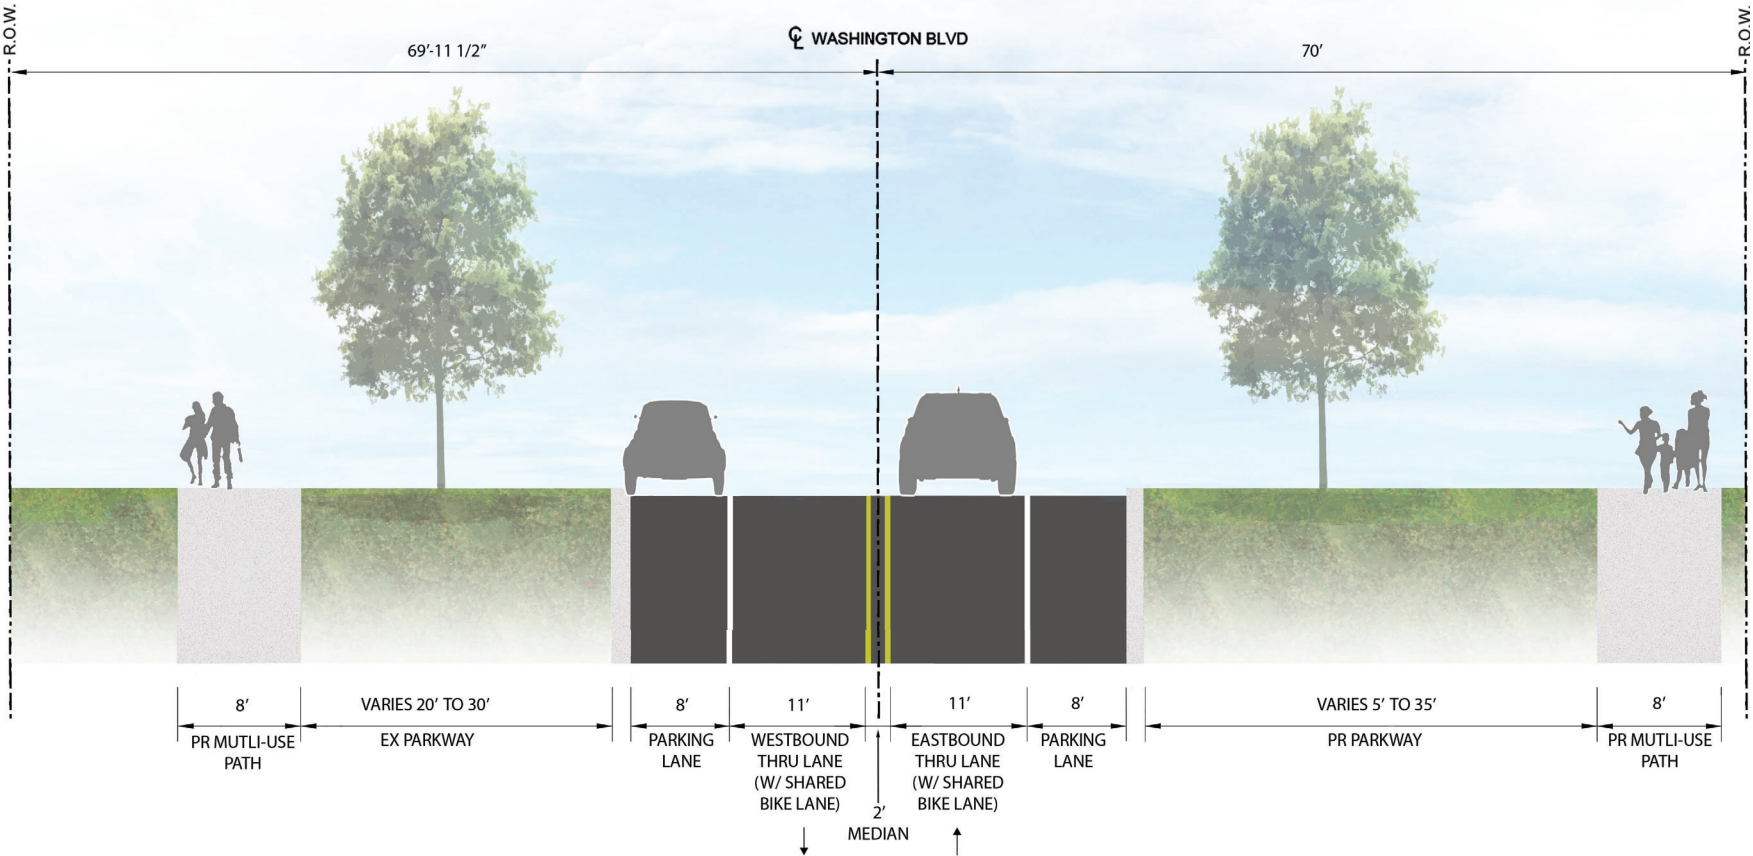 R.O.W.
R.O.W.
℄ WASHINGTON BLVD
69'-11 1/2"
70'
8'
VARIES 20' TO 30'
8'
11'
11'
8'
VARIES 5' TO 35'
8'
PR MUTLI-USE
PATH
EX PARKWAY
PARKING
LANE
WESTBOUND
THRU LANE
(W/ SHARED
BIKE LANE)
2'
MEDIAN
EASTBOUND
THRU LANE
(W/ SHARED
BIKE LANE)
PARKING
LANE
PR PARKWAY
PR MUTLI-USE
PATH